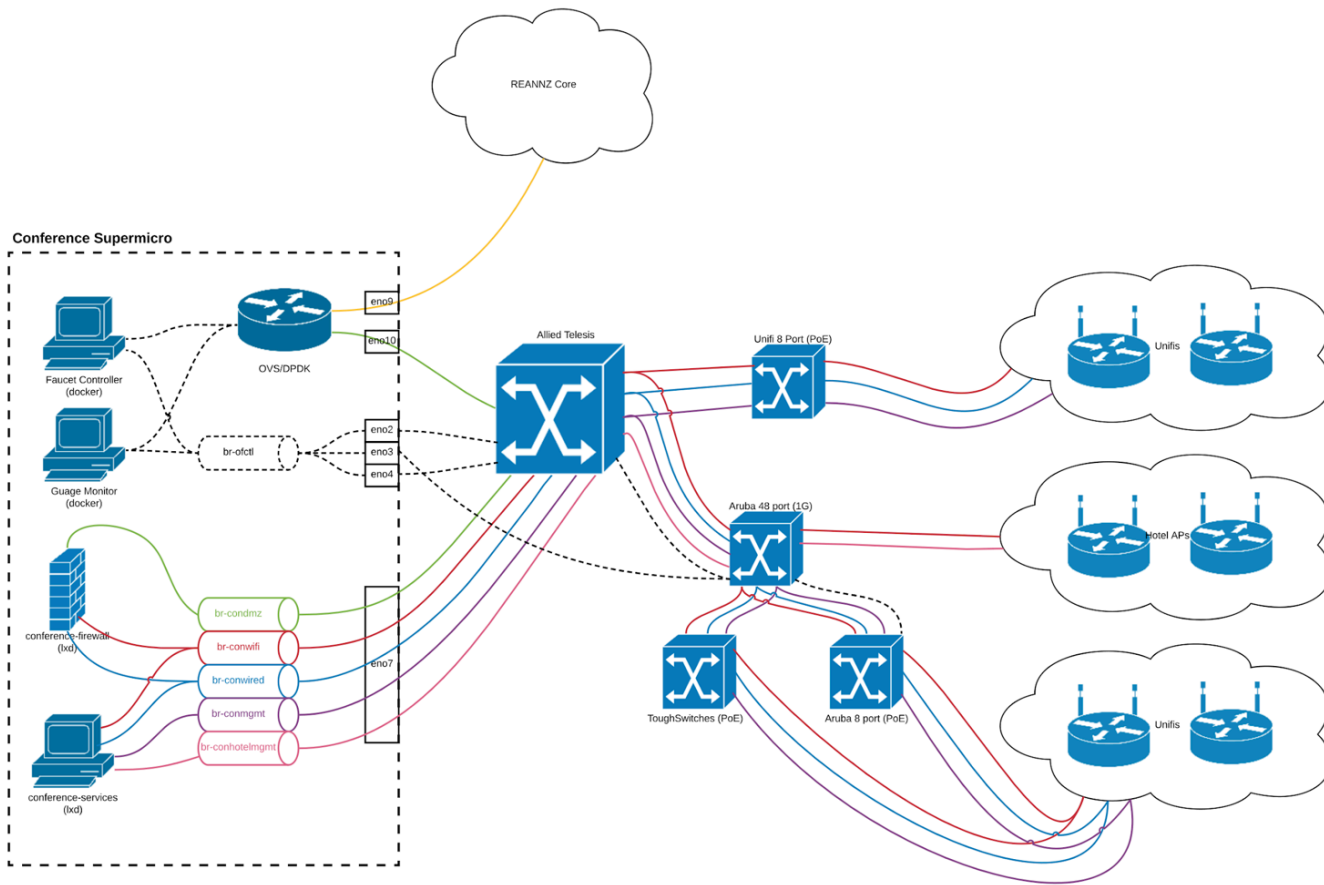 REANNZ Core
Conference Supermicro
eno9
eno10
Faucet Controller
(docker)
OVS/DPDK
Allied Telesis
Unifi 8 Port (PoE)
Unifis
Guage Monitor
(docker)
br-ofctl
eno2
eno3
eno4
Aruba 48 port (1G)
Hotel APs
conference-firewall
(lxd)
br-condmz
br-conwifi
br-conwired
br-conmgmt
br-conhotelmgmt
eno7
conference-services
(lxd)
ToughSwitches (PoE)
Aruba 8 port (PoE)
Unifis